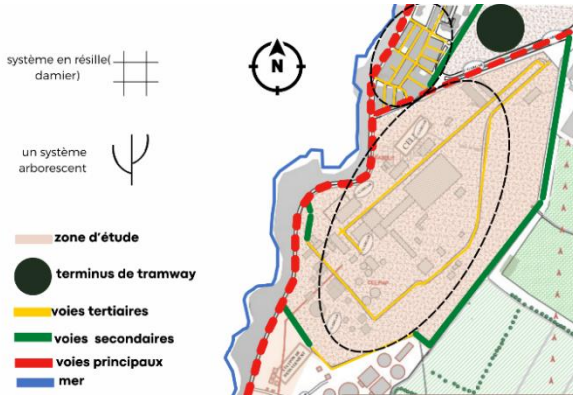 système en résille(
damier)
N
un système
arborescent
zone d'étude
terminus de tramway
voies tertiaires
voies secondaires
voies principaux
mer